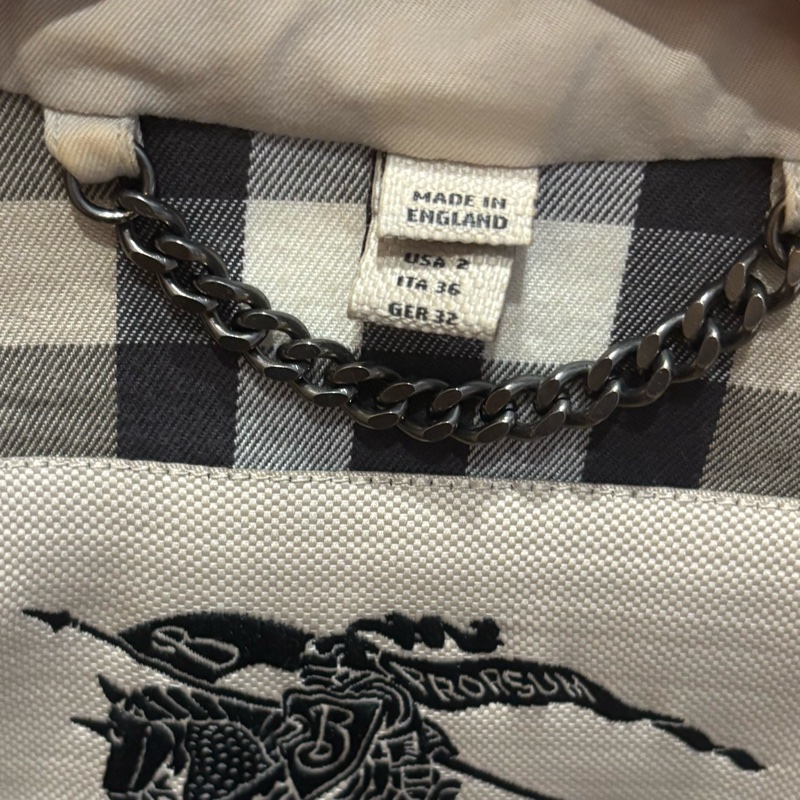 MADE IN
ENGLAND
USA 2
ITA 36
GER 32
PRORSUM
B